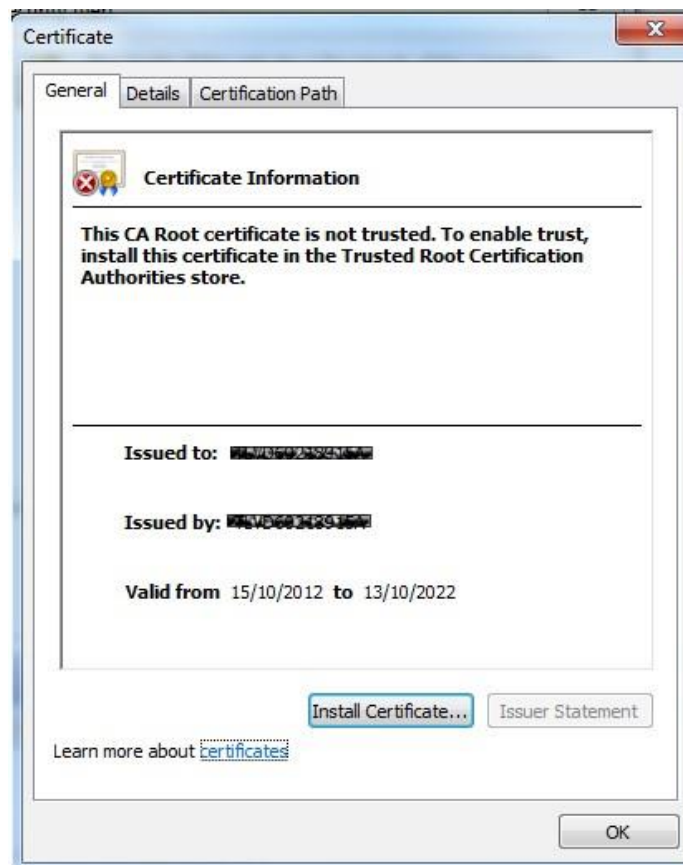 Certificate
General
Details
Certification Path
Certificate Information
This CA Root certificate is not trusted. To enable trust,
install this certificate in the Trusted Root Certification
Authorities store.
Issued to:
Issued by:
Valid from 15/10/2012 to 13/10/2022
Install Certificate...
Issuer Statement
Learn more about certificates
OK